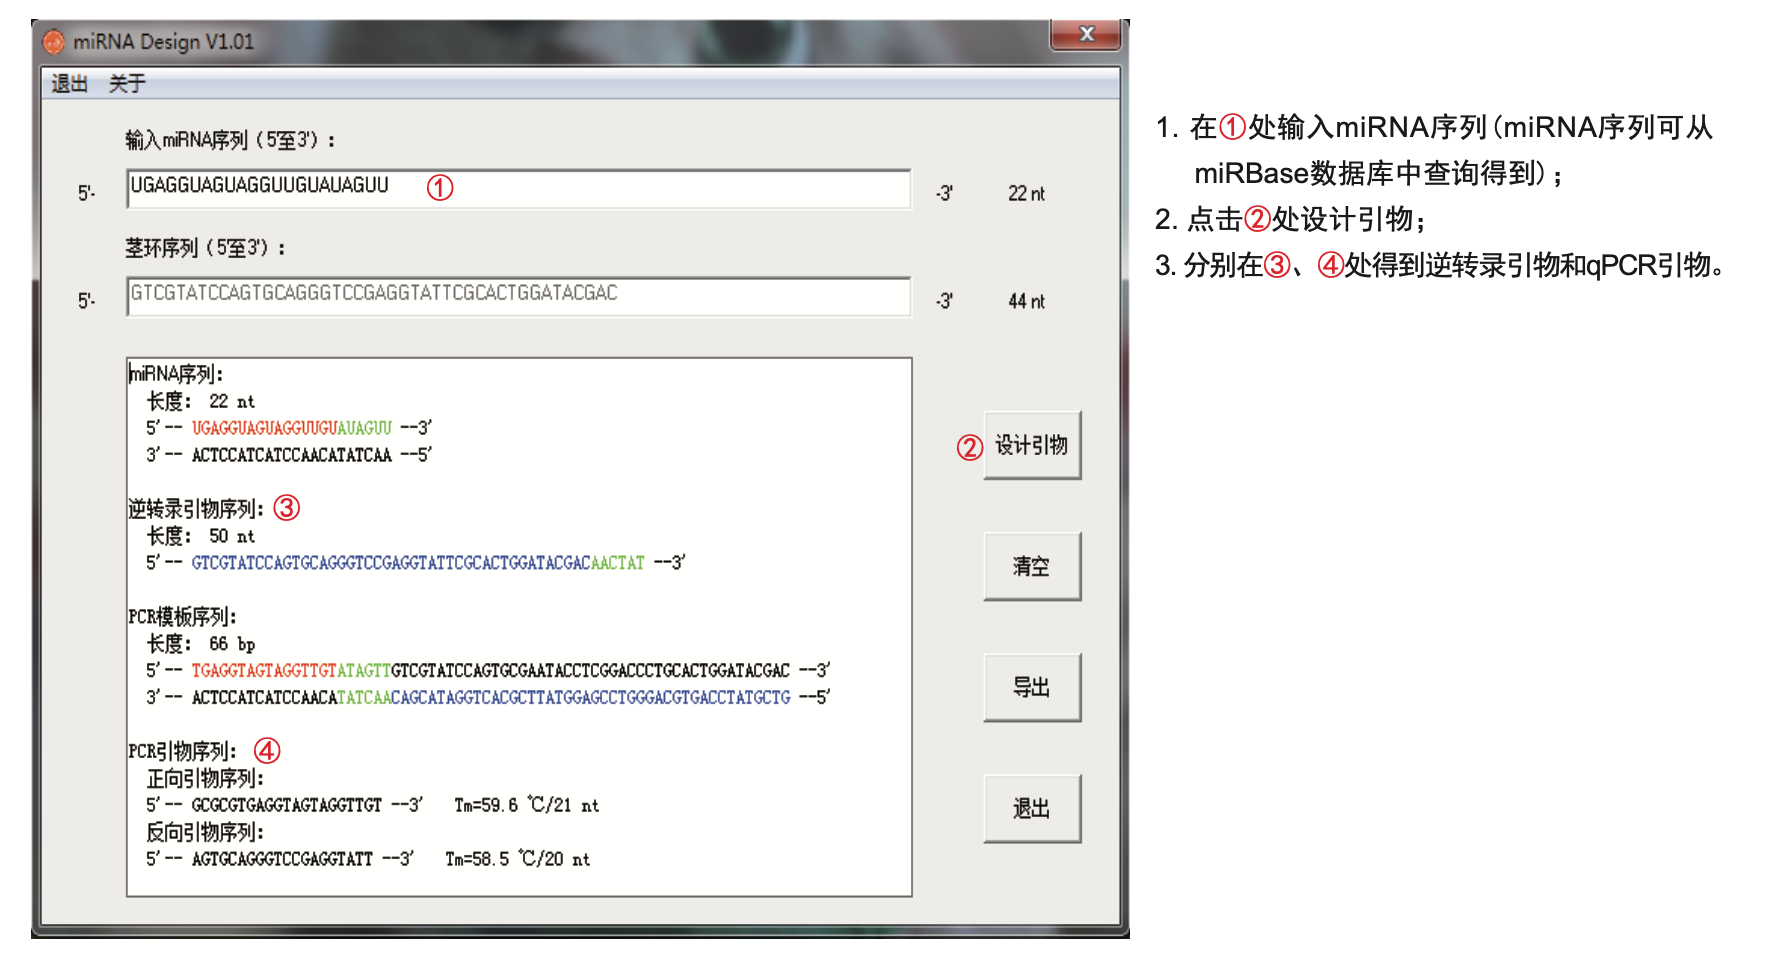 miRNA Design V1.01
x
退出 关于
输入miRNA序列（5'至3'）：
5'- UGAGGUAGUAGGUUGUAUAGUU ① -3' 22 nt
茎环序列（5'至3'）：
5'- GTCGTATCCAGTGCAGGGTCCGAGGTATTCGCACTGGATACGAC -3' 44 nt
miRNA序列：
长度： 22 nt
5′-- UGAGGUAGUAGGUUGUAUAGUU --3′
3′-- ACTCCATCATCCAACATATCAA --5′
逆转录引物序列：③
长度： 50 nt
5′-- GTCGTATCCAGTGCAGGGTCCGAGGTATTCGCACTGGATACGACAACTAT --3′
PCR模板序列：
长度： 66 bp
5′-- TGAGGTAGTAGGTTGTATAGTTGTCGTATCCAGTGCGAATACCTCGGACCCTGCACTGGATACGAC --3′
3′-- ACTCCATCATCCAACATATCAACAGCATAGGTCACGCTTATGGAGCCTGGGACGTGACCTATGCTG --5′
PCR引物序列：④
正向引物序列：
5′-- GCGCGTGAGGTAGTAGGTTGT --3′ Tm=59.6 ℃/21 nt
反向引物序列：
5′-- AGTGCAGGGTCCGAGGTATT --3′ Tm=58.5 ℃/20 nt
② 设计引物
清空
导出
退出
1. 在①处输入miRNA序列(miRNA序列可从
miRBase数据库中查询得到)；
2. 点击②处设计引物；
3. 分别在③、④处得到逆转录引物和qPCR引物。